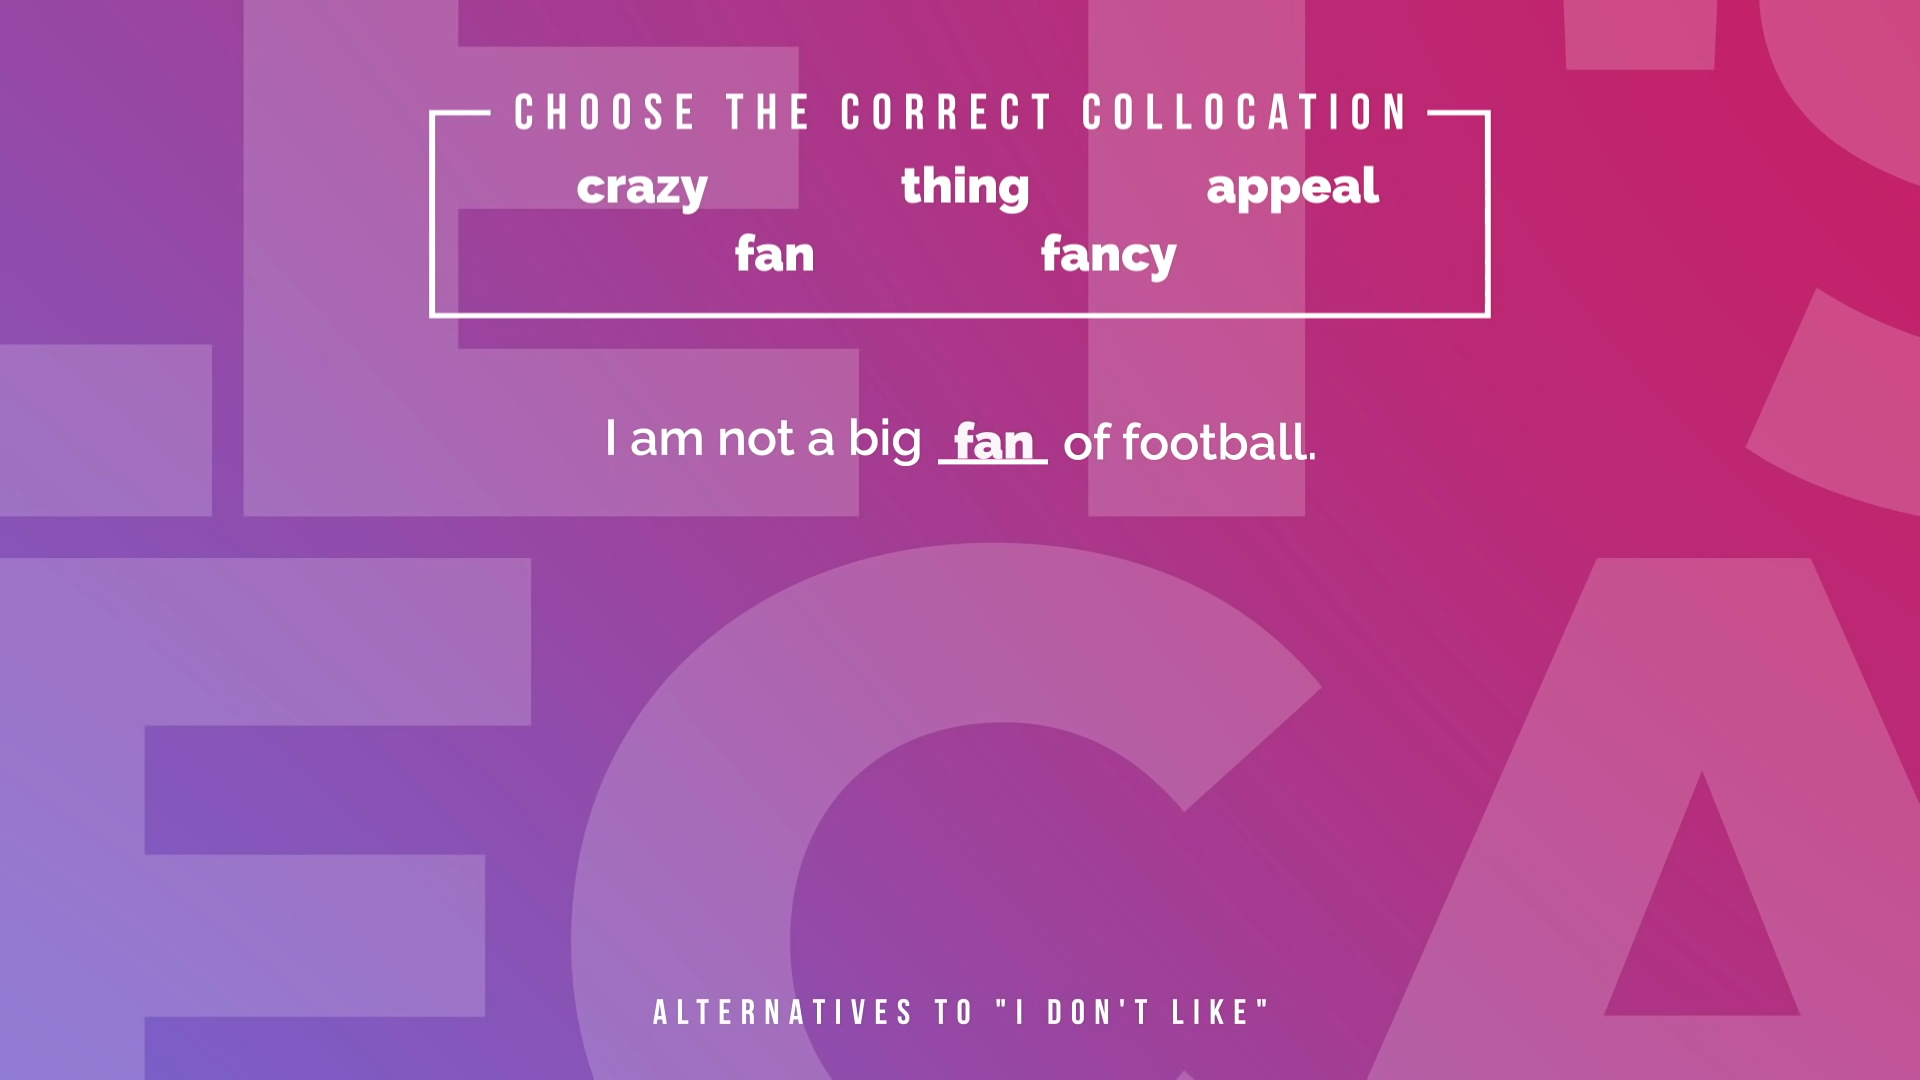 CHOOSE THE CORRECT COLLOCATION
crazy thing appeal
fan fancy
I am not a big fan of football.
ALTERNATIVES TO "I DON'T LIKE"